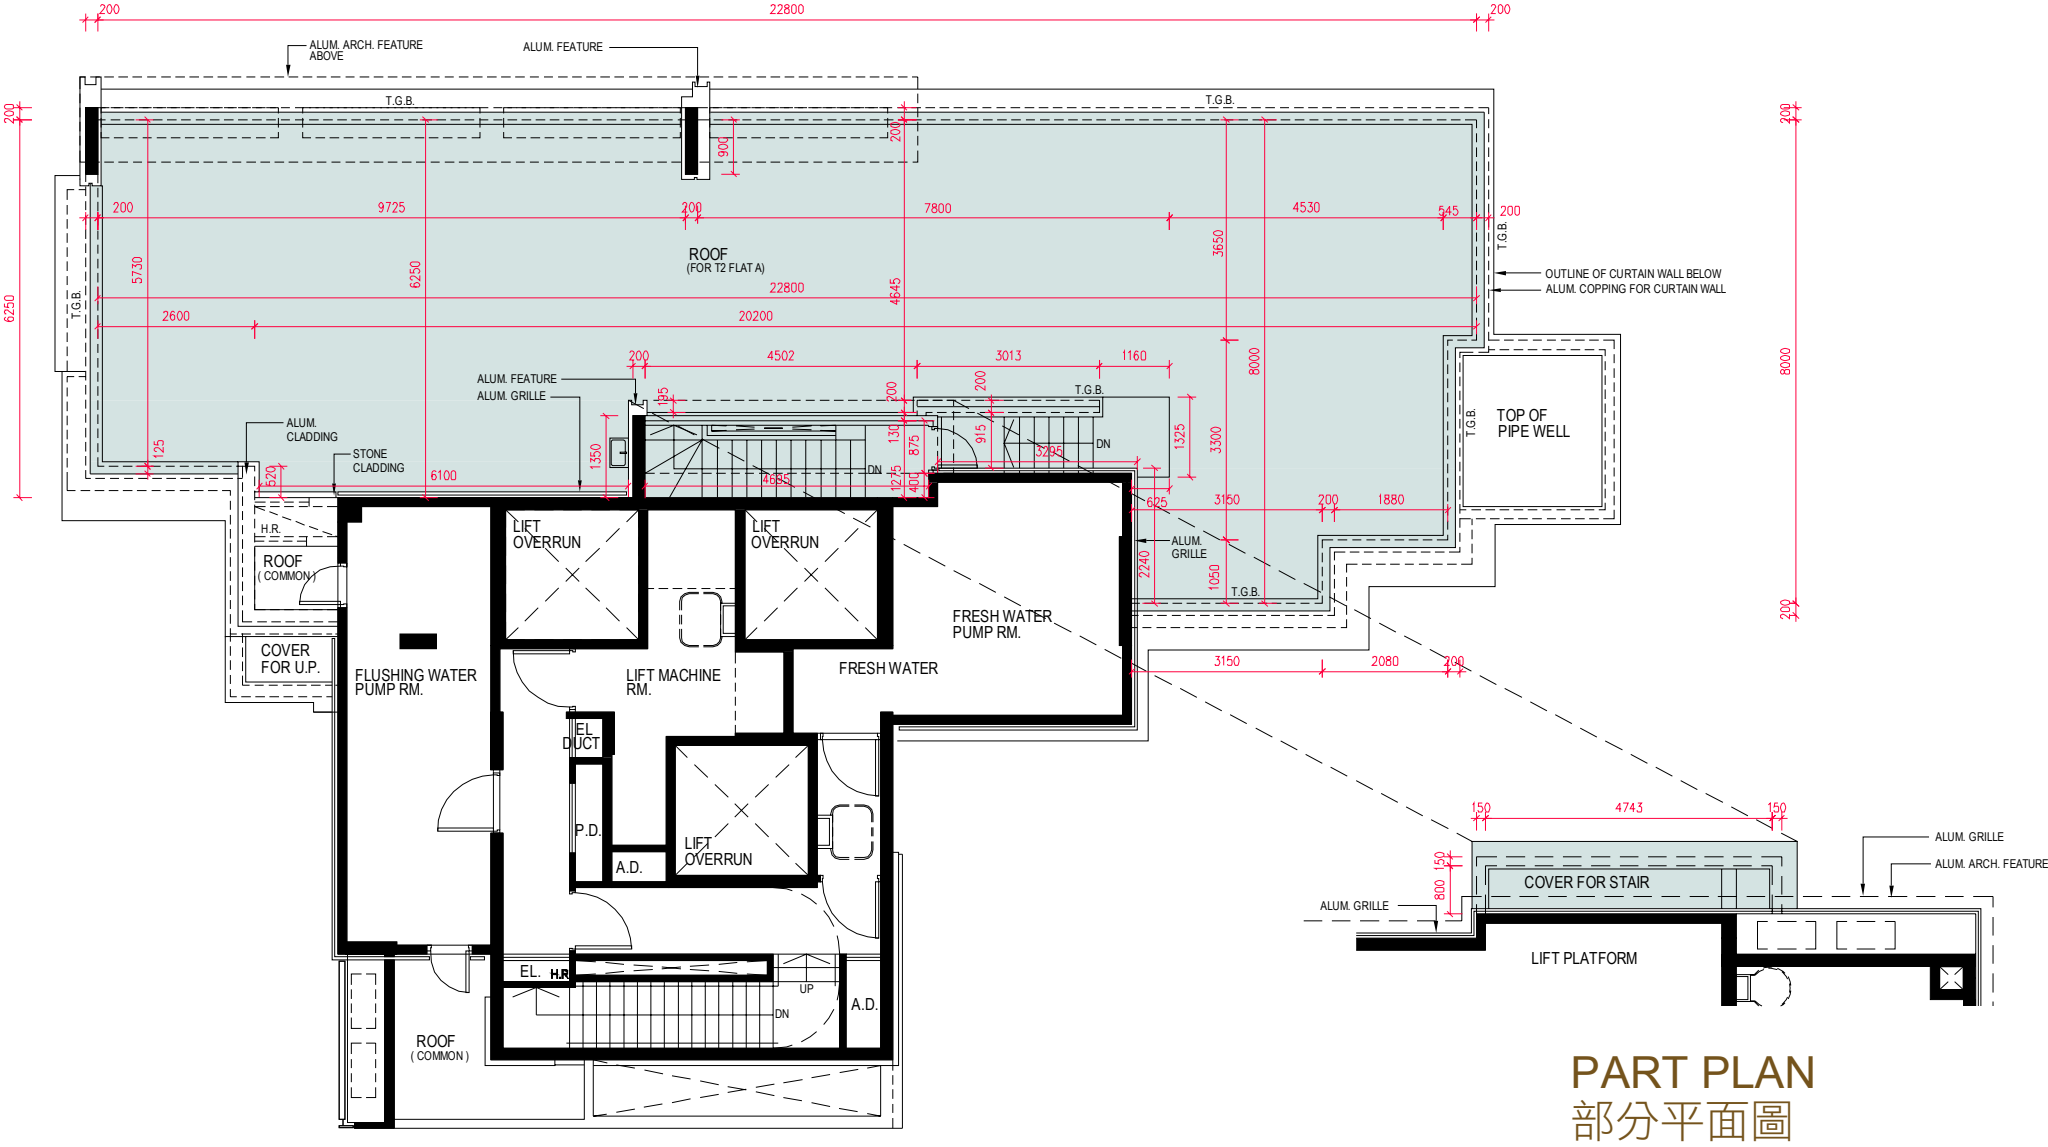 200
22800
200
ALUM. ARCH. FEATURE
ABOVE
ALUM. FEATURE
T.G.B.
T.G.B.
200
200
200
900
200
9725
200
7800
4530
545
200
T.G.B.
5730
6250
ROOF
(FOR T2 FLAT A)
3650
4645
6250
T.G.B.
22800
OUTLINE OF CURTAIN WALL BELOW
ALUM. COPPING FOR CURTAIN WALL
2600
20200
8000
8000
200
4502
3013
1160
ALUM. FEATURE
ALUM. GRILLE
195
200
200
T.G.B.
ALUM.
CLADDING
STONE
CLADDING
125
520
6100
1350
130
875
125
400
915
DN
DN
1325
3300
T.G.B.
TOP OF
PIPE WELL
3295
4695
625
3150
200
1880
H.R.
ROOF
( COMMON )
LIFT
OVERRUN
LIFT
OVERRUN
ALUM.
GRILLE
2240
1050
T.G.B.
200
FRESH WATER
PUMP RM.
COVER
FOR U.P.
FLUSHING WATER
PUMP RM.
LIFT MACHINE
RM.
FRESH WATER
3150
2080
200
EL
DUCT
P.D.
A.D.
LIFT
OVERRUN
150
4743
150
150
800
COVER FOR STAIR
ALUM. GRILLE
ALUM. ARCH. FEATURE
ALUM. GRILLE
LIFT PLATFORM
EL.
H.R
UP
DN
A.D.
ROOF
( COMMON )
PART PLAN
部分平面圖